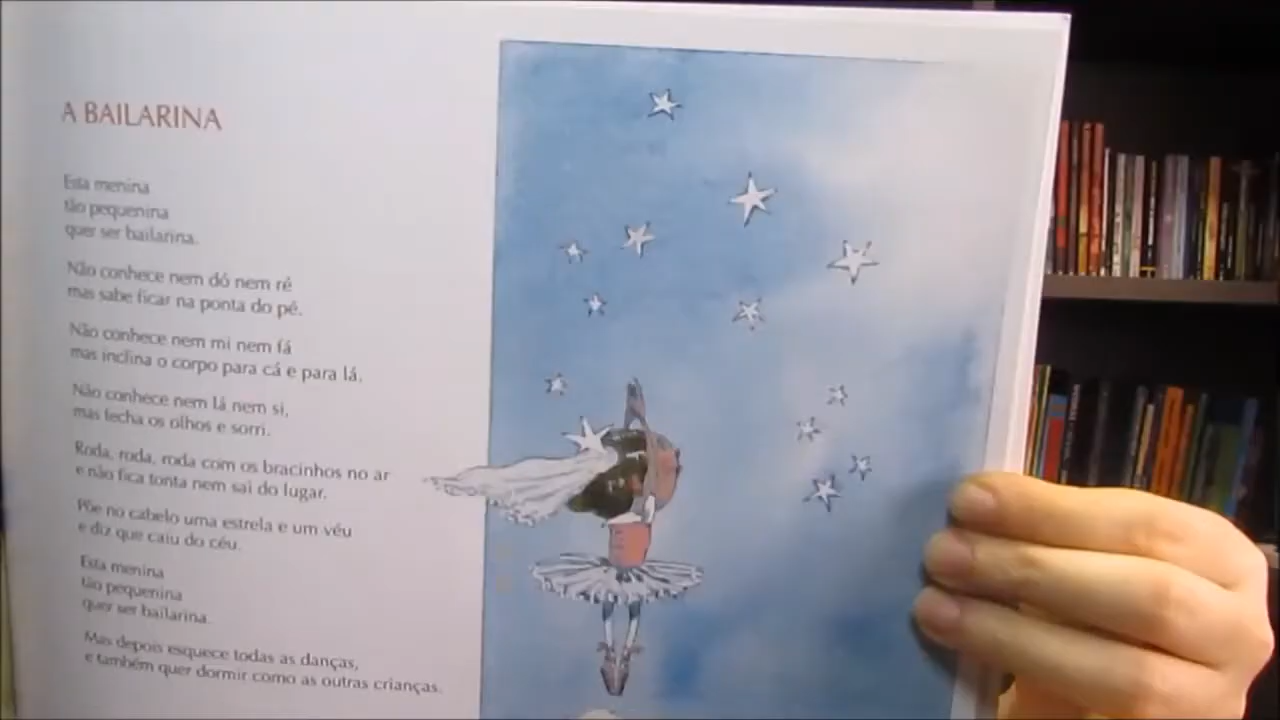 A BAILARINA
Esta menina
tão pequenina
quer ser bailarina.
Não conhece nem dó nem ré
mas sabe ficar na ponta do pé.
Não conhece nem mi nem fá
mas inclina o corpo para cá e para lá.
Não conhece nem lá nem si,
mas fecha os olhos e sorri.
Roda, roda, roda com os bracinhos no ar
e não fica tonta nem sai do lugar.
Põe no cabelo uma estrela e um véu
e diz que caiu do céu.
Esta menina
tão pequenina
quer ser bailarina.
Mas depois esquece todas as danças,
e também quer dormir como as outras crianças.